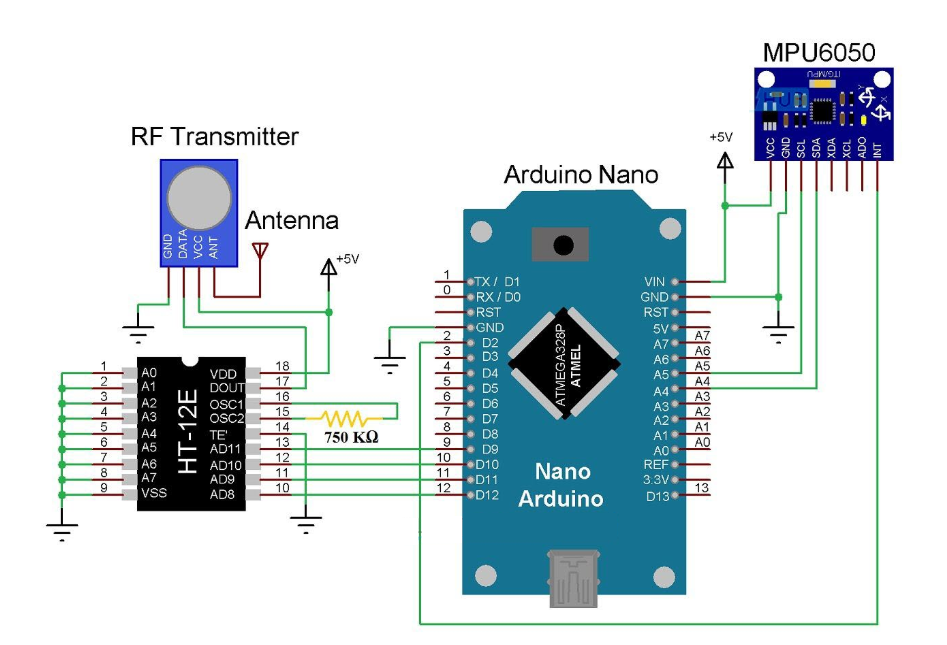 MPU6050
ITG/MPU
Y
X
VCC
GND
SCL
SDA
XDA
XCL
ADO
INT
+5V
RF Transmitter
GND
DATA
VCC
ANT
Antenna
+5V
Arduino Nano
1 TX / D1
0 RX / D0
RST
GND
2 D2
3 D3
4 D4
5 D5
6 D6
7 D7
8 D8
9 D9
10 D10
11 D11
12 D12
VIN
GND
RST
5V
A7 A7
A6 A6
A5 A5
A4 A4
A3 A3
A2 A2
A1 A1
A0 A0
REF
3.3V
D13 13
ATMEGA328P
ATMEL
Nano
Arduino
HT-12E
1 A0
2 A1
3 A2
4 A3
5 A4
6 A5
7 A6
8 A7
9 VSS
VDD 18
DOUT 17
OSC1 16
OSC2 15
TE' 14
AD11 13
AD10 12
AD9 11
AD8 10
750 KΩ